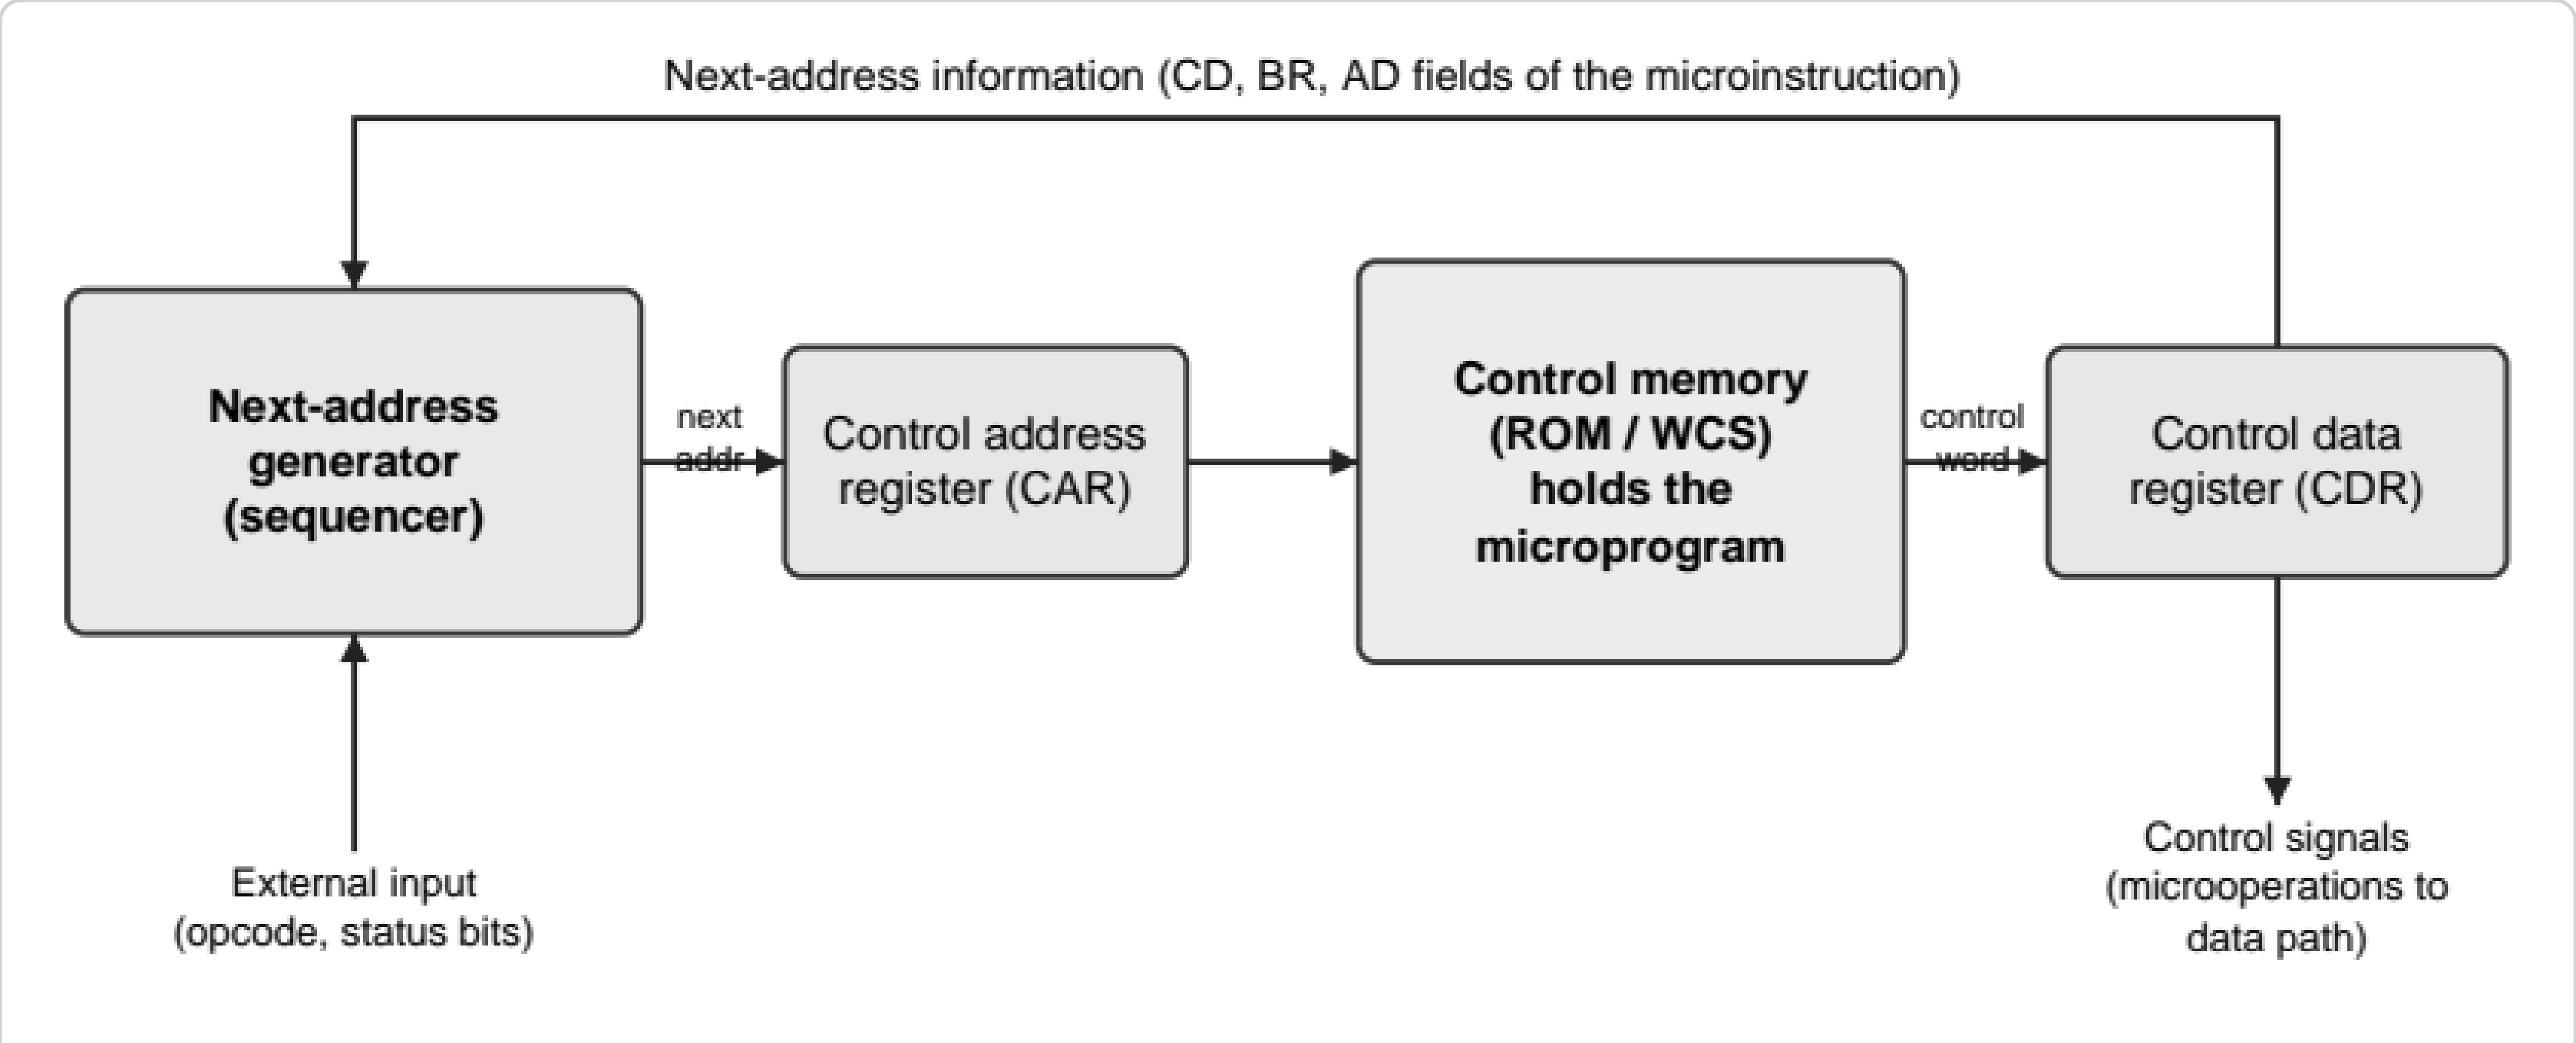 Next-address information (CD, BR, AD fields of the microinstruction)
Next-address
generator
(sequencer)
next
addr
Control address
register (CAR)
Control memory
(ROM / WCS)
holds the
microprogram
control
word
Control data
register (CDR)
External input
(opcode, status bits)
Control signals
(microoperations to
data path)